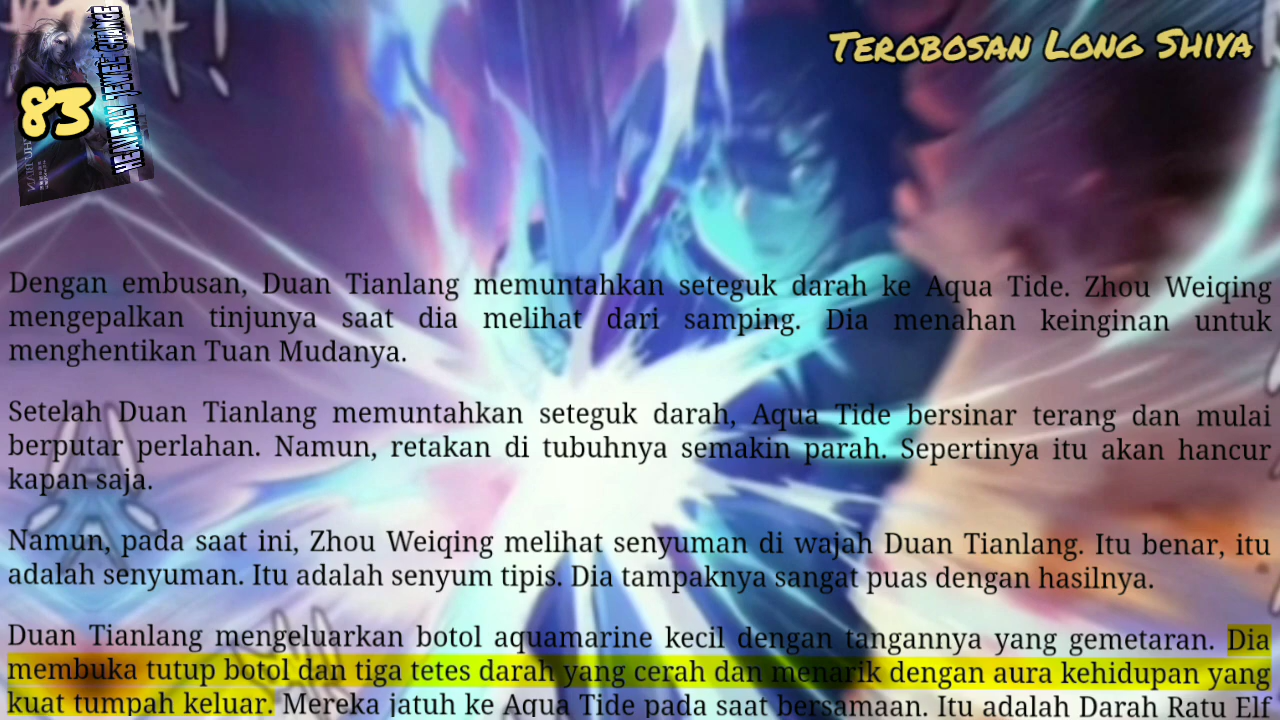 HEAVENLY JEWEL CHANGE
83
Terobosan Long Shiya
Dengan embusan, Duan Tianlang memuntahkan seteguk darah ke Aqua Tide. Zhou Weiqing
mengepalkan tinjunya saat dia melihat dari samping. Dia menahan keinginan untuk
menghentikan Tuan Mudanya.
Setelah Duan Tianlang memuntahkan seteguk darah, Aqua Tide bersinar terang dan mulai
berputar perlahan. Namun, retakan di tubuhnya semakin parah. Sepertinya itu akan hancur
kapan saja.
Namun, pada saat ini, Zhou Weiqing melihat senyuman di wajah Duan Tianlang. Itu benar, itu
adalah senyuman. Itu adalah senyum tipis. Dia tampaknya sangat puas dengan hasilnya.
Duan Tianlang mengeluarkan botol aquamarine kecil dengan tangannya yang gemetaran. Dia
membuka tutup botol dan tiga tetes darah yang cerah dan menarik dengan aura kehidupan yang
kuat tumpah keluar. Mereka jatuh ke Aqua Tide pada saat bersamaan. Itu adalah Darah Ratu Elf